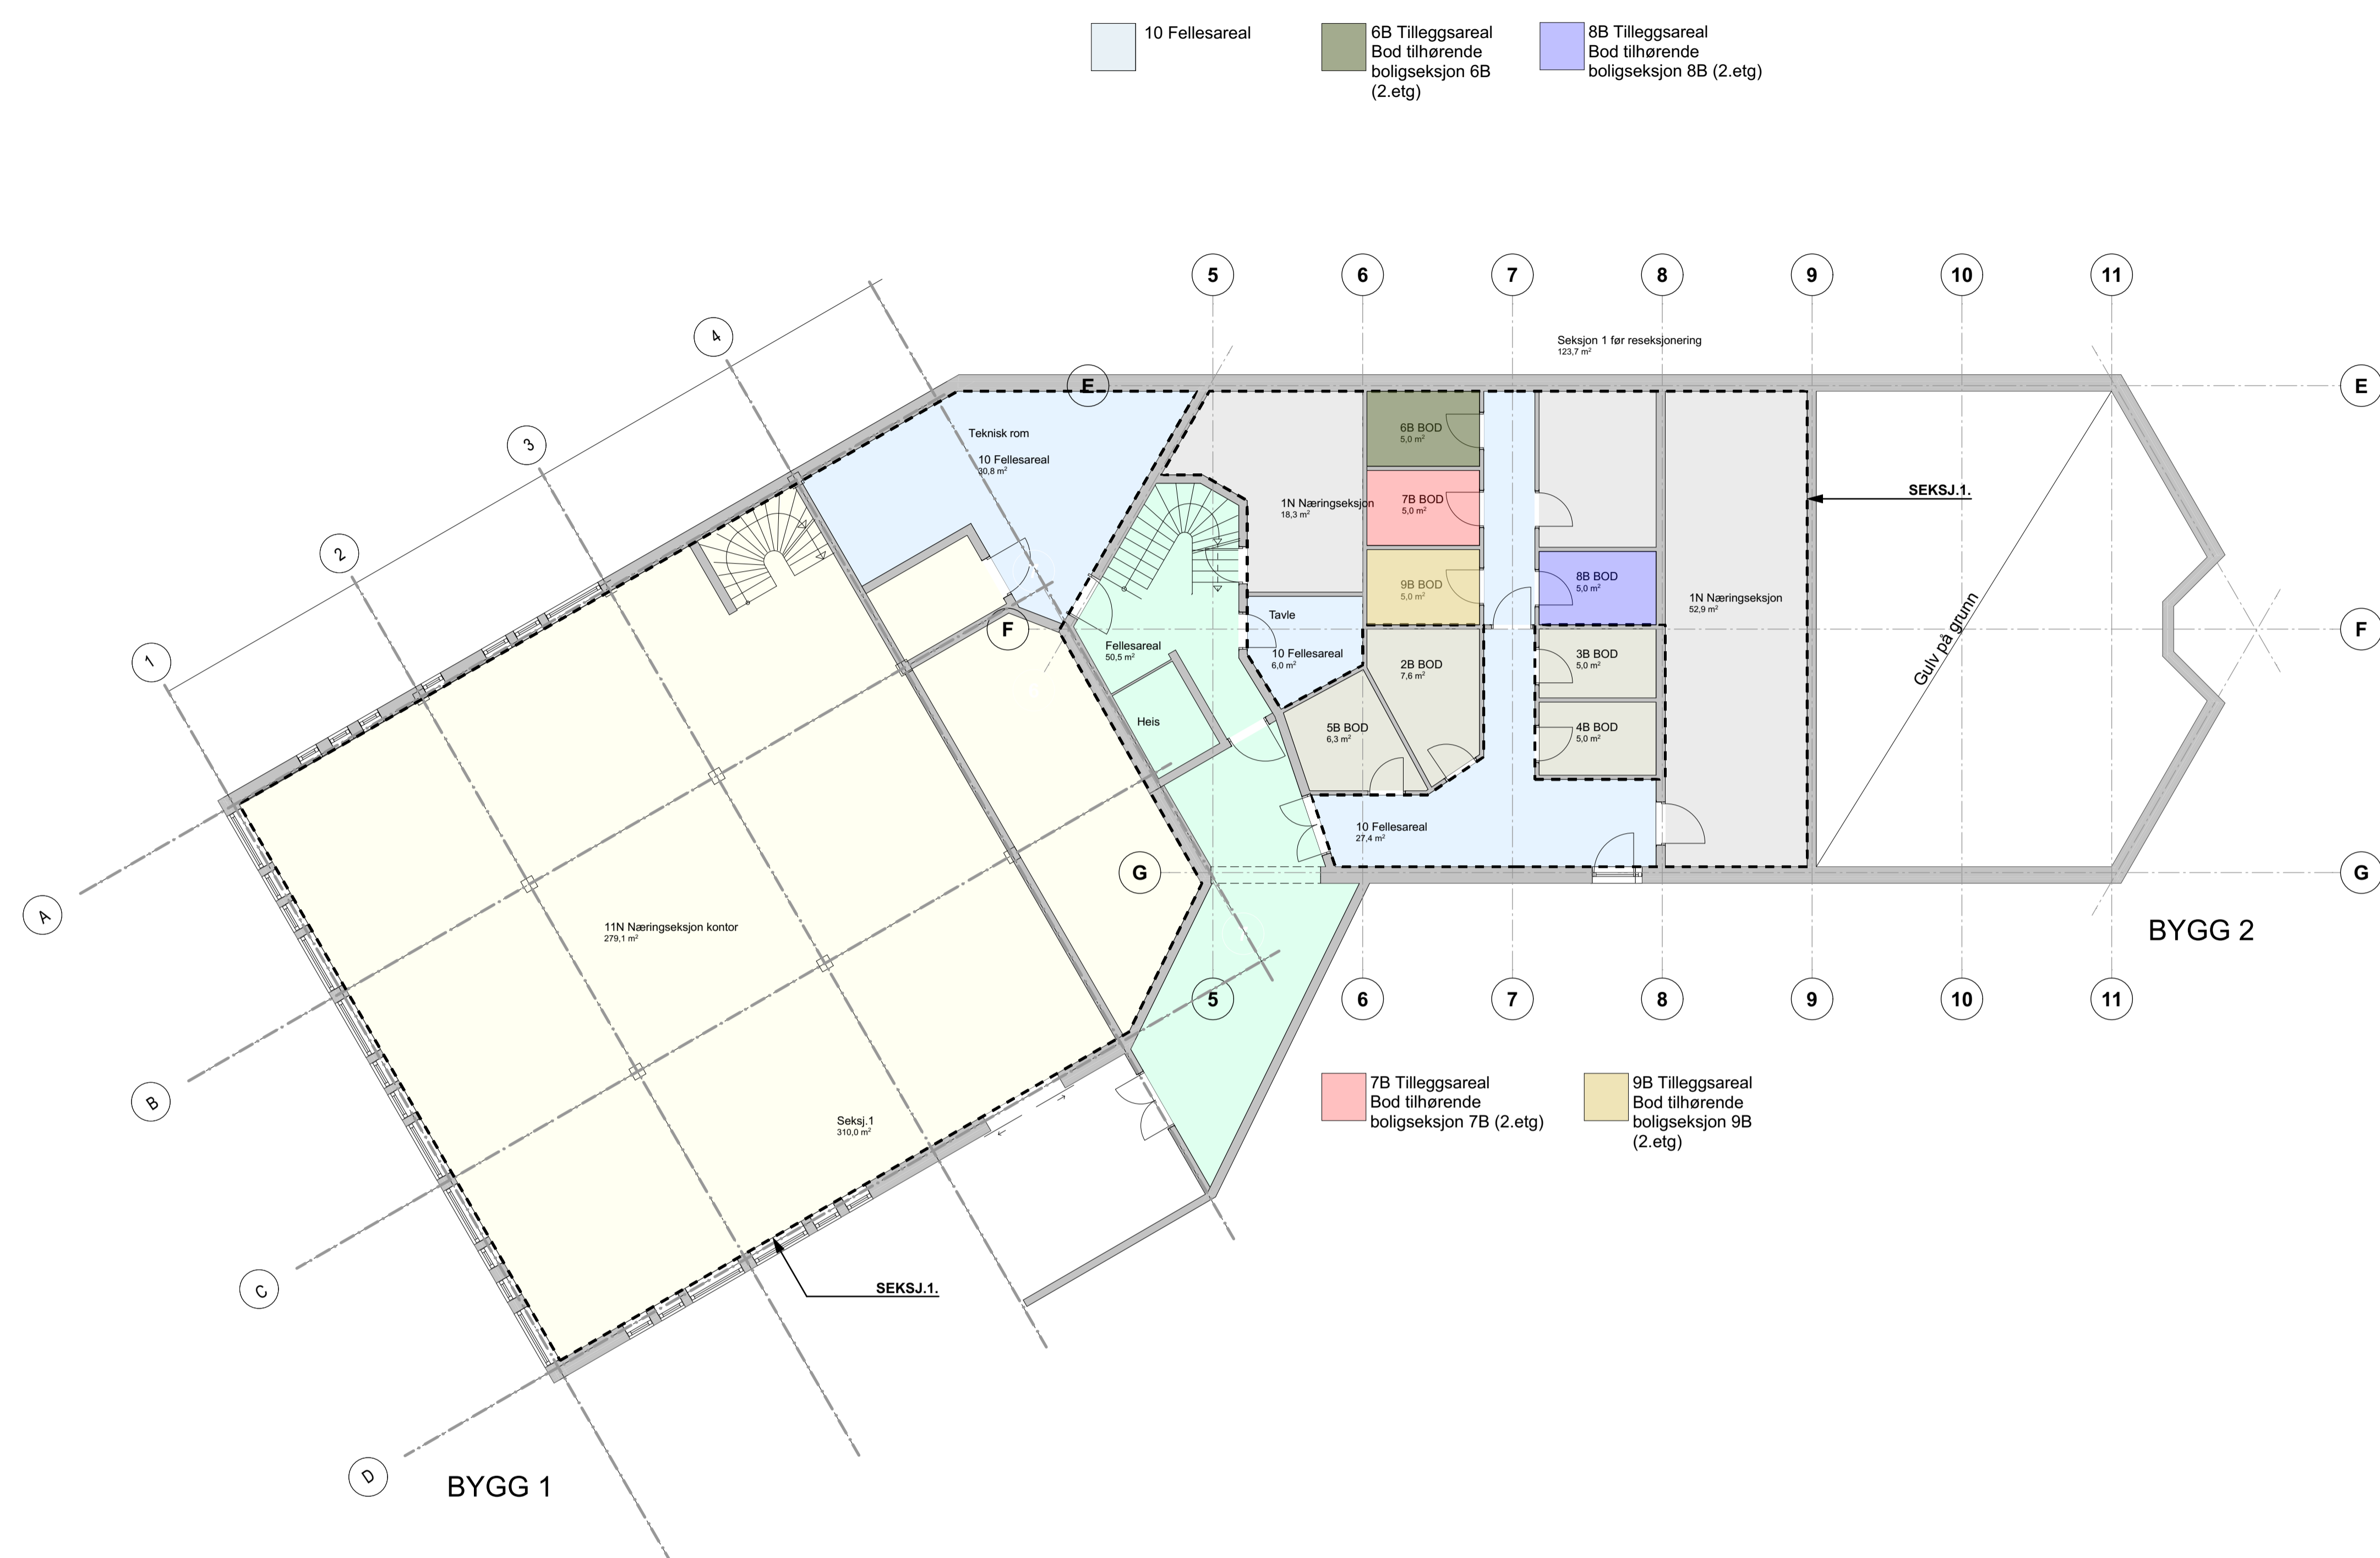 10 Fellesareal
6B Tilleggsareal
Bod tilhørende
boligseksjon 6B
(2.etg)
8B Tilleggsareal
Bod tilhørende
boligseksjon 8B (2.etg)
5
6
7
8
9
10
11
4
3
2
1
E
E
Seksjon 1 før reseksjonering
123,7 m²
Teknisk rom
10 Fellesareal
30,8 m²
6B BOD
5,0 m²
7B BOD
5,0 m²
1N Næringseksjon
18,3 m²
SEKSJ.1.
9B BOD
5,0 m²
8B BOD
5,0 m²
1N Næringseksjon
52,9 m²
Tavle
F
F
Fellesareal
50,5 m²
10 Fellesareal
6,0 m²
2B BOD
7,6 m²
3B BOD
5,0 m²
Gulv på grunn
Heis
5B BOD
6,3 m²
4B BOD
5,0 m²
10 Fellesareal
27,4 m²
G
G
A
11N Næringseksjon kontor
279,1 m²
BYGG 2
5
6
7
8
9
10
11
B
Seksj.1
310,0 m²
7B Tilleggsareal
Bod tilhørende
boligseksjon 7B (2.etg)
9B Tilleggsareal
Bod tilhørende
boligseksjon 9B
(2.etg)
C
SEKSJ.1.
D
BYGG 1